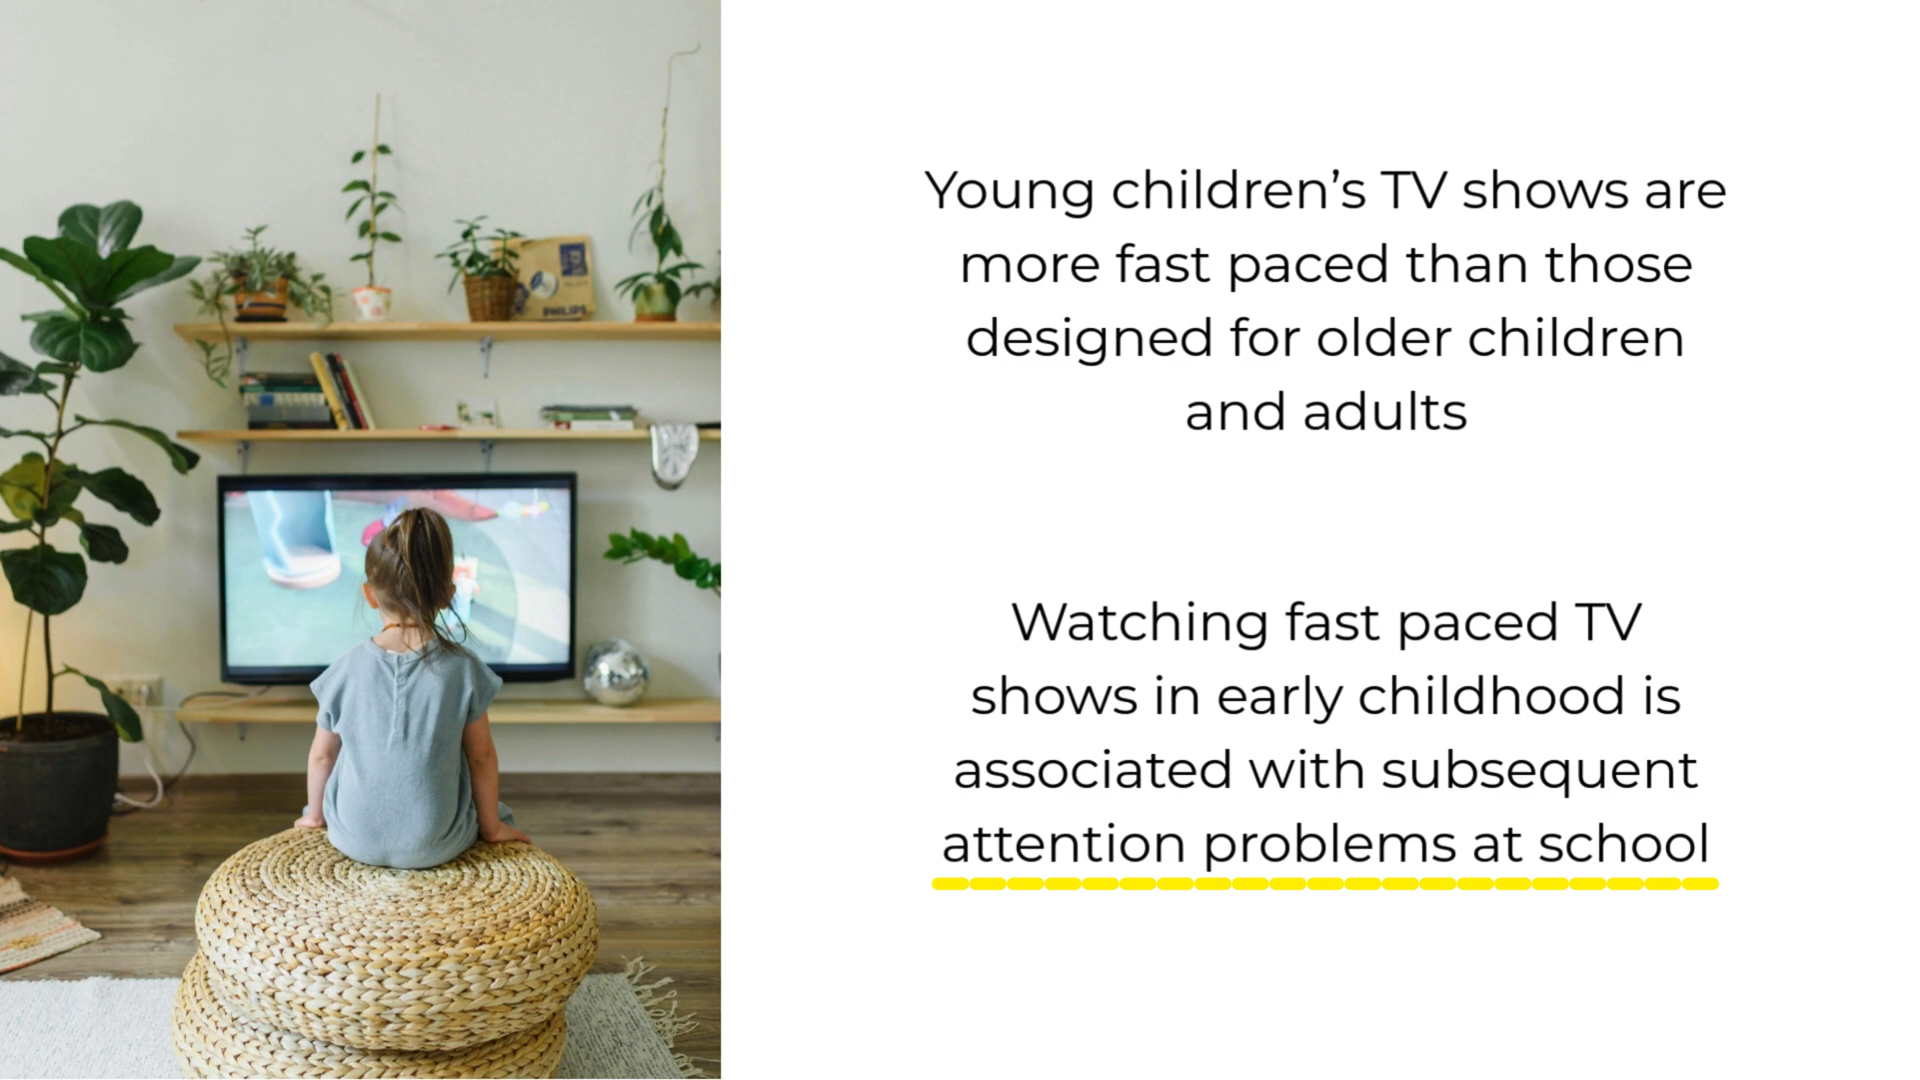 Young children’s TV shows are
more fast paced than those
designed for older children
and adults
Watching fast paced TV
shows in early childhood is
associated with subsequent
attention problems at school
PHILIPS